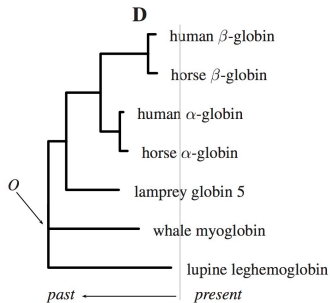 D
human β-globin
horse β-globin
human α-globin
horse α-globin
lamprey globin 5
O
whale myoglobin
lupine leghemoglobin
past present